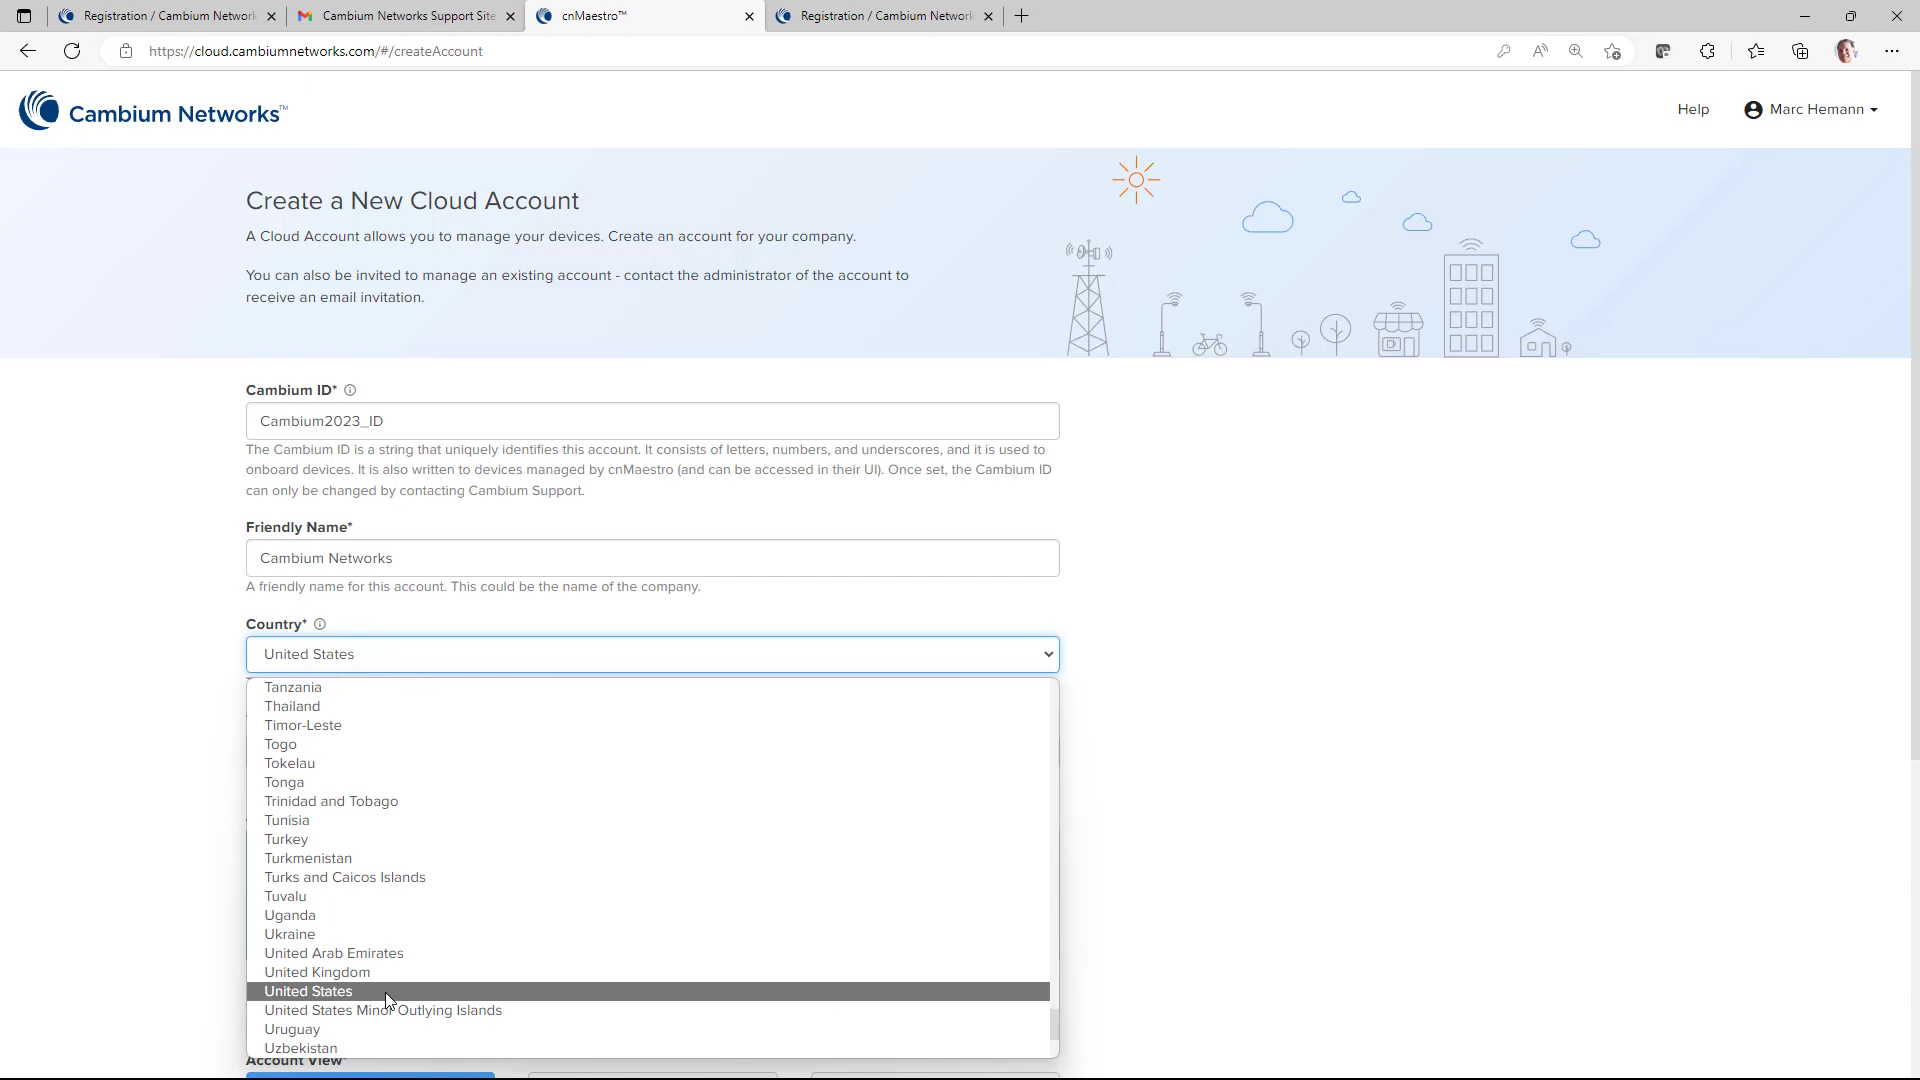 Registration / Cambium Network
Cambium Networks Support Site
cnMaestro™
Registration / Cambium Network
https://cloud.cambiumnetworks.com/#/createAccount
Cambium Networks™
Help
Marc Hemann
Create a New Cloud Account
A Cloud Account allows you to manage your devices. Create an account for your company.
You can also be invited to manage an existing account - contact the administrator of the account to
receive an email invitation.
Cambium ID*
Cambium2023_ID
The Cambium ID is a string that uniquely identifies this account. It consists of letters, numbers, and underscores, and it is used to
onboard devices. It is also written to devices managed by cnMaestro (and can be accessed in their UI). Once set, the Cambium ID
can only be changed by contacting Cambium Support.
Friendly Name*
Cambium Networks
A friendly name for this account. This could be the name of the company.
Country*
United States
Tanzania
Thailand
Timor-Leste
Togo
Tokelau
Tonga
Trinidad and Tobago
Tunisia
Turkey
Turkmenistan
Turks and Caicos Islands
Tuvalu
Uganda
Ukraine
United Arab Emirates
United Kingdom
United States
United States Minor Outlying Islands
Uruguay
Uzbekistan
Account View*